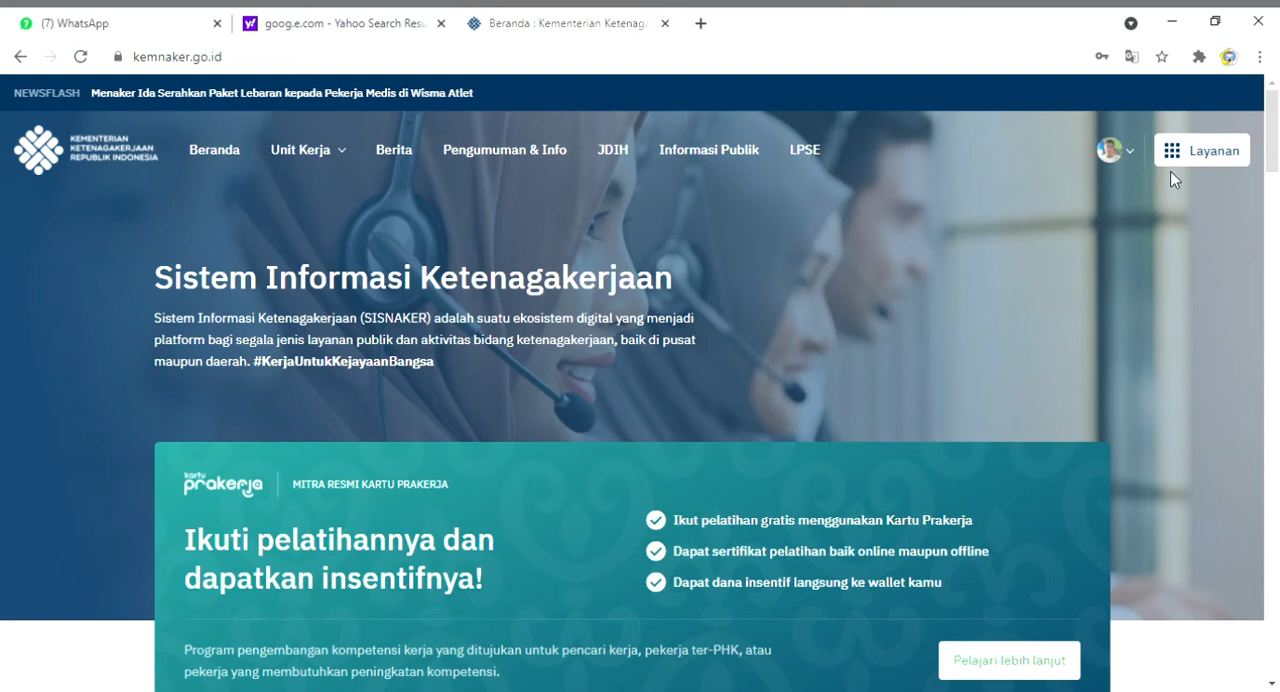 (7) WhatsApp
goog.e.com - Yahoo Search Resu
Beranda : Kementerian Ketenag
kemnaker.go.id
NEWSFLASH Menaker Ida Serahkan Paket Lebaran kepada Pekerja Medis di Wisma Atlet
KEMENTERIAN
KETENAGAKERJAAN
REPUBLIK INDONESIA
Beranda Unit Kerja Berita Pengumuman & Info JDIH Informasi Publik LPSE
Layanan
Sistem Informasi Ketenagakerjaan
Sistem Informasi Ketenagakerjaan (SISNAKER) adalah suatu ekosistem digital yang menjadi
platform bagi segala jenis layanan publik dan aktivitas bidang ketenagakerjaan, baik di pusat
maupun daerah. #KerjaUntukKejayaanBangsa
kartu
prakerja
MITRA RESMI KARTU PRAKERJA
Ikuti pelatihannya dan
dapatkan insentifnya!
Ikut pelatihan gratis menggunakan Kartu Prakerja
Dapat sertifikat pelatihan baik online maupun offline
Dapat dana insentif langsung ke wallet kamu
Program pengembangan kompetensi kerja yang ditujukan untuk pencari kerja, pekerja ter-PHK, atau
pekerja yang membutuhkan peningkatan kompetensi.
Pelajari lebih lanjut